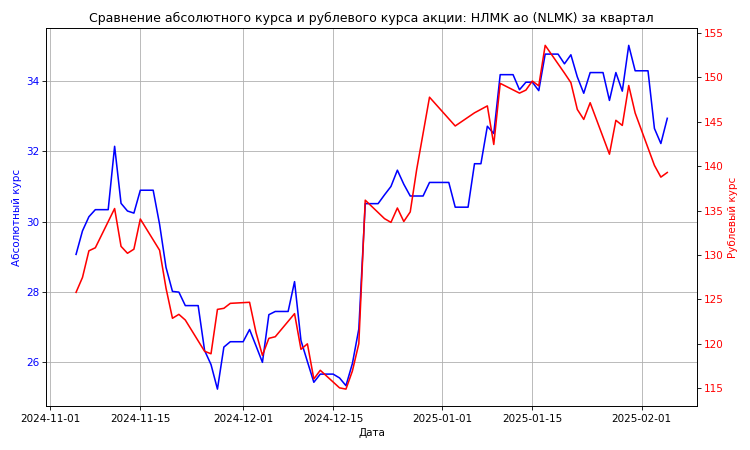 Сравнение абсолютного курса и рублевого курса акции: НЛМК ао (NLMK) за квартал
Абсолютный курс
34
32
30
28
26
155
150
145
140
135
130
125
120
115
Рублевый курс
2024-11-01 2024-11-15 2024-12-01 2024-12-15 2025-01-01 2025-01-15 2025-02-01
Дата